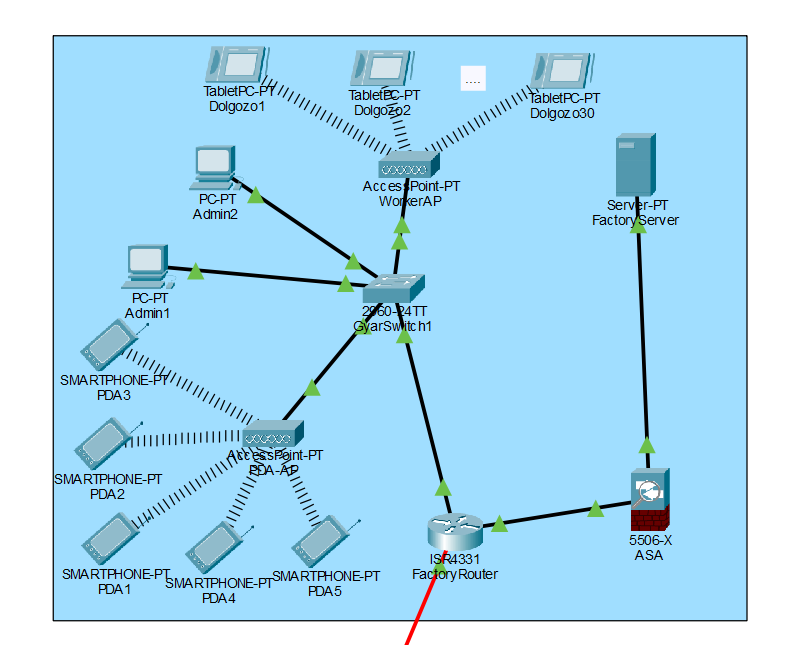 TabletPC-PT
Dolgozo1
TabletPC-PT
Dolgozo2
....
TabletPC-PT
Dolgozo30
AccessPoint-PT
WorkerAP
PC-PT
Admin2
Server-PT
FactoryServer
PC-PT
Admin1
2960-24TT
GyarSwitch1
SMARTPHONE-PT
PDA3
AccessPoint-PT
PDA-AP
SMARTPHONE-PT
PDA2
SMARTPHONE-PT
PDA1
SMARTPHONE-PT
PDA4
SMARTPHONE-PT
PDA5
ISR4331
FactoryRouter
5506-X
ASA